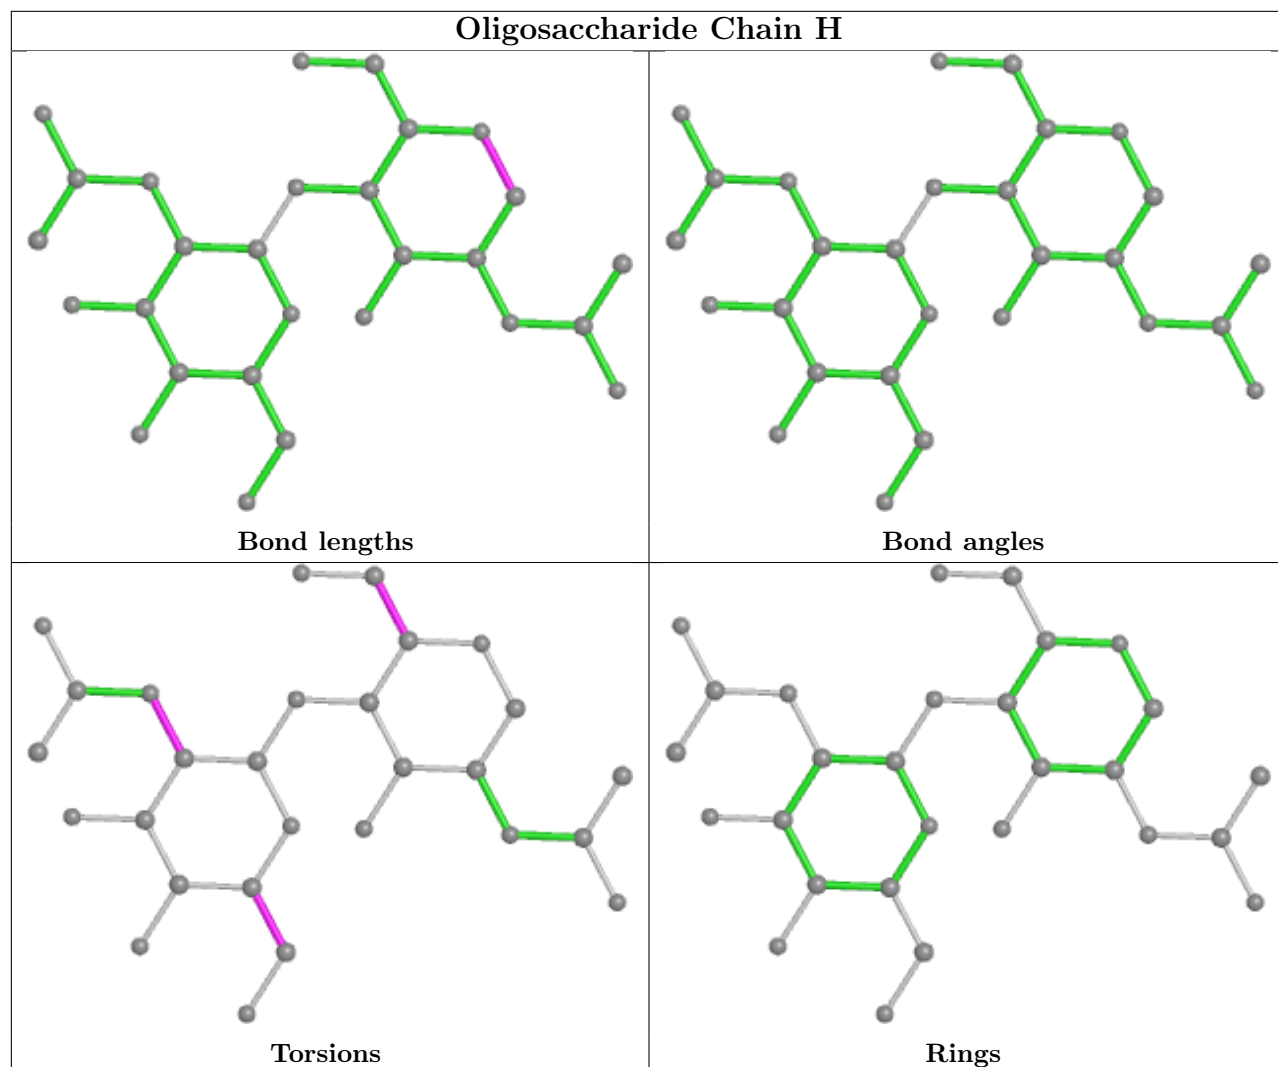 Oligosaccharide Chain H
Bond lengths
Bond angles
Torsions
Rings